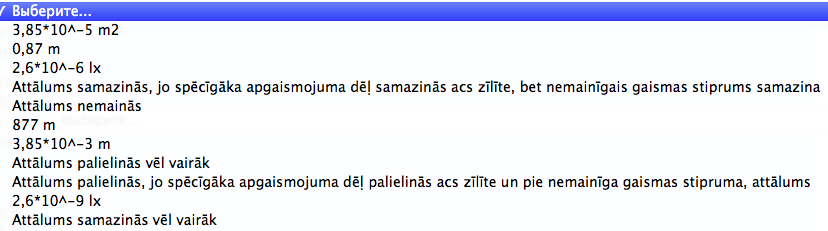 ✓ Выберите...
3,85*10^-5 m2
0,87 m
2,6*10^-6 lx
Attālums samazinās, jo spēcīgāka apgaismojuma dēļ samazinās acs zīlīte, bet nemainīgais gaismas stiprums samazina
Attālums nemainās
877 m
3,85*10^-3 m
Attālums palielinās vēl vairāk
Attālums palielinās, jo spēcīgāka apgaismojuma dēļ palielinās acs zīlīte un pie nemainīga gaismas stipruma, attālums
2,6*10^-9 lx
Attālums samazinās vēl vairāk